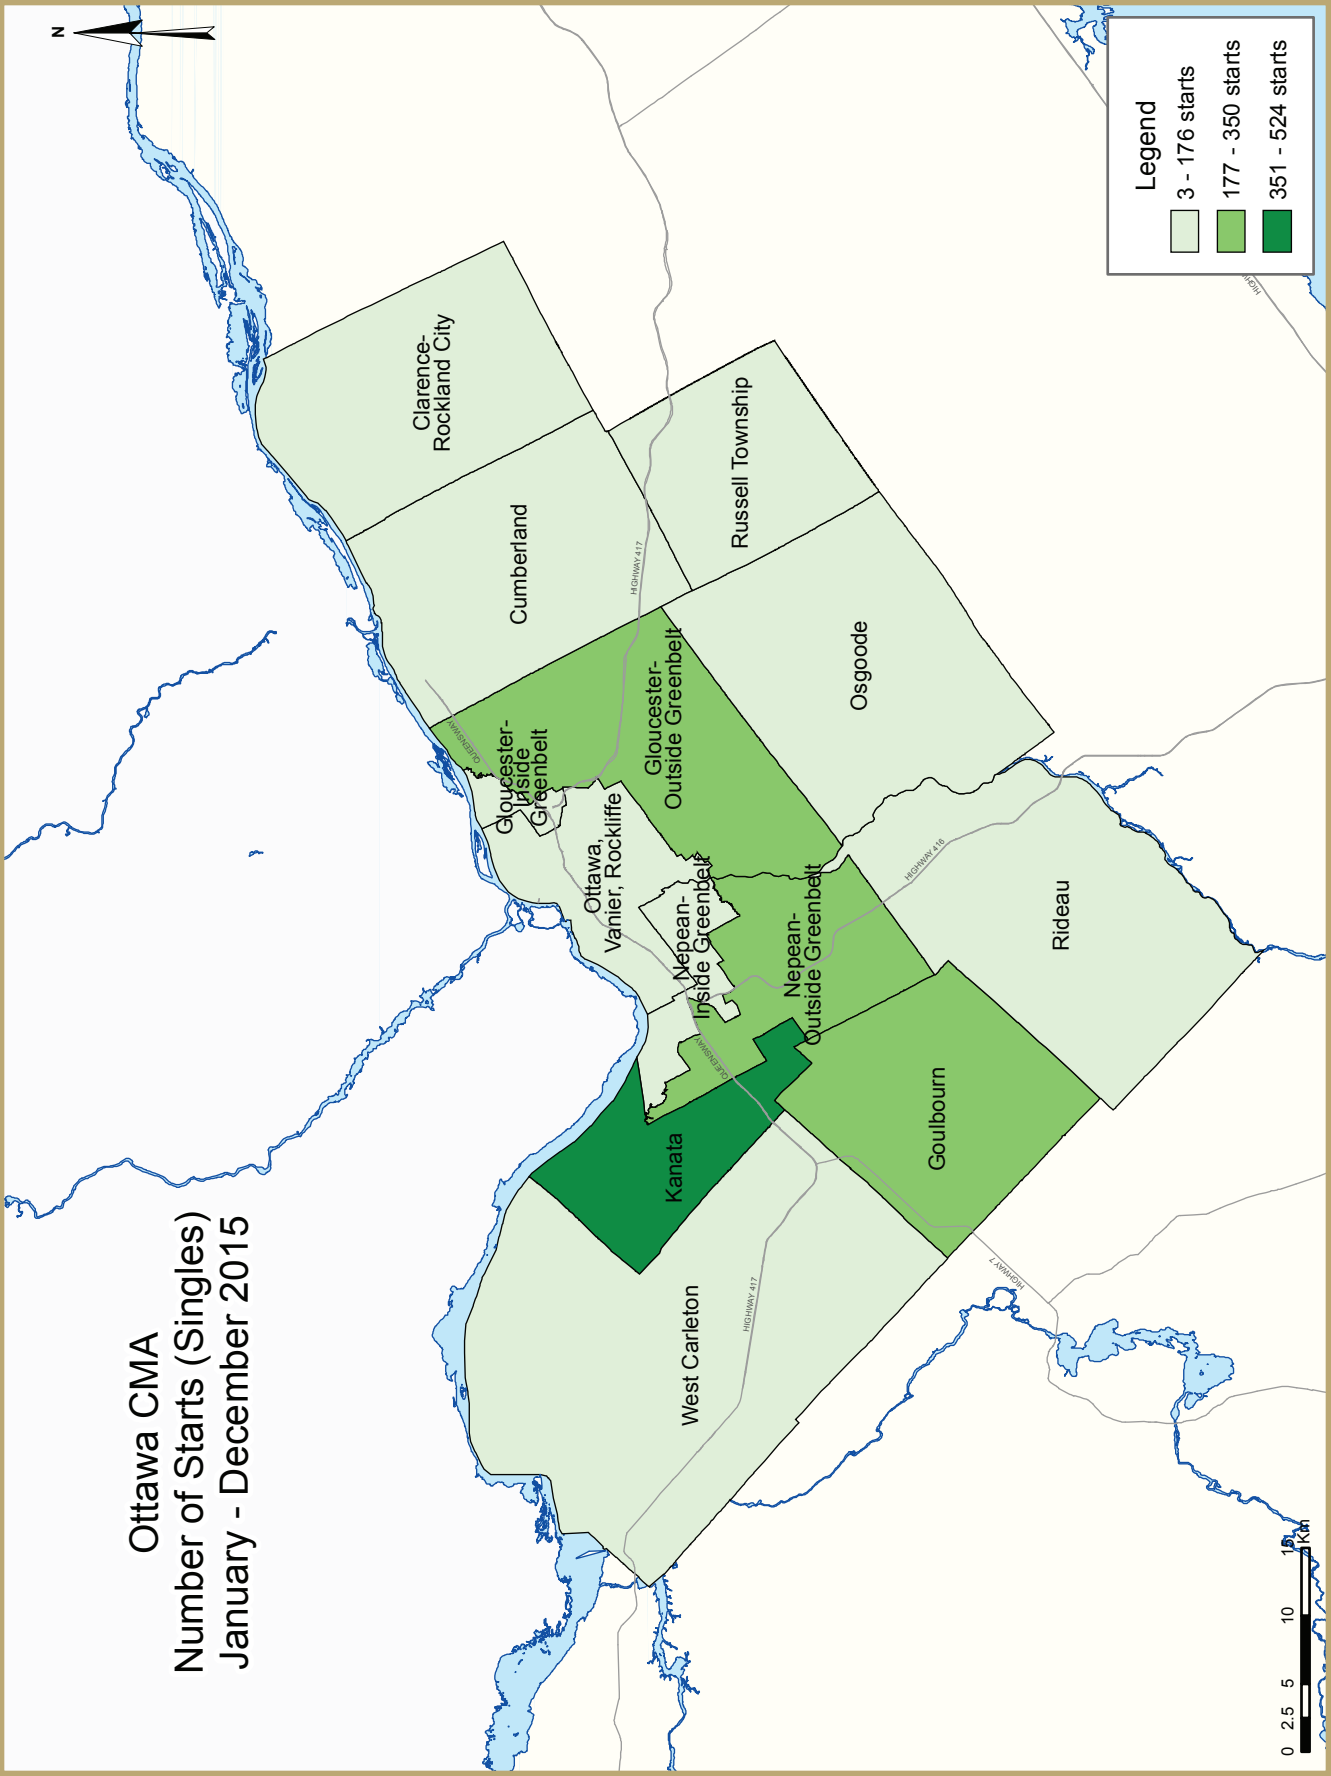 Ottawa CMA
Number of Starts (Singles)
January - December 2015
N
Clarence-
Rockland City
Cumberland
Russell Township
HIGHWAY 417
QUEENSWAY
Gloucester-
Inside
Greenbelt
Gloucester-
Outside Greenbelt
Osgoode
Ottawa,
Vanier, Rockliffe
Nepean-
Inside Greenbelt
Nepean-
Outside Greenbelt
HIGHWAY 416
Rideau
QUEENSWAY
Kanata
Goulbourn
West Carleton
HIGHWAY 417
HIGHWAY 7
Legend
3 - 176 starts
177 - 350 starts
351 - 524 starts
0 2.5 5 10 15
Km